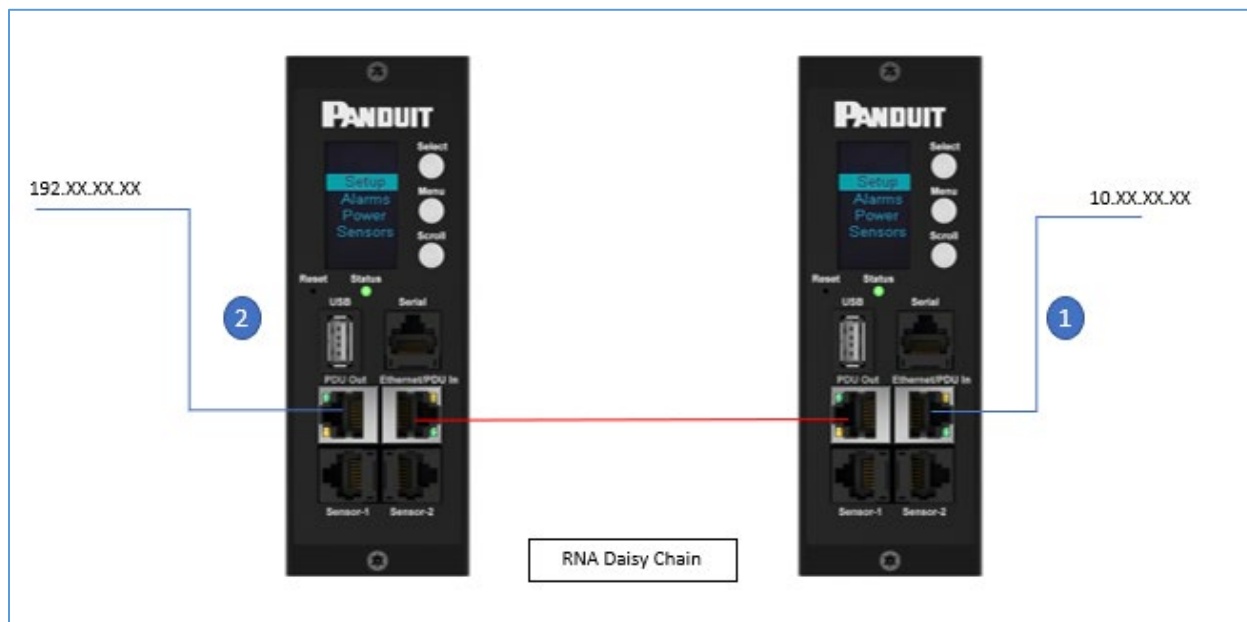 192.XX.XX.XX
2
PANDUIT
Select
Setup
Menu
Alarms
Power
Sensors
Scroll
Reset
Status
USB
Serial
PDU Out
Ethernet/PDU In
Sensor-1
Sensor-2
RNA Daisy Chain
PANDUIT
Select
Setup
Menu
Alarms
Power
Sensors
Scroll
Reset
Status
USB
Serial
PDU Out
Ethernet/PDU In
Sensor-1
Sensor-2
10.XX.XX.XX
1